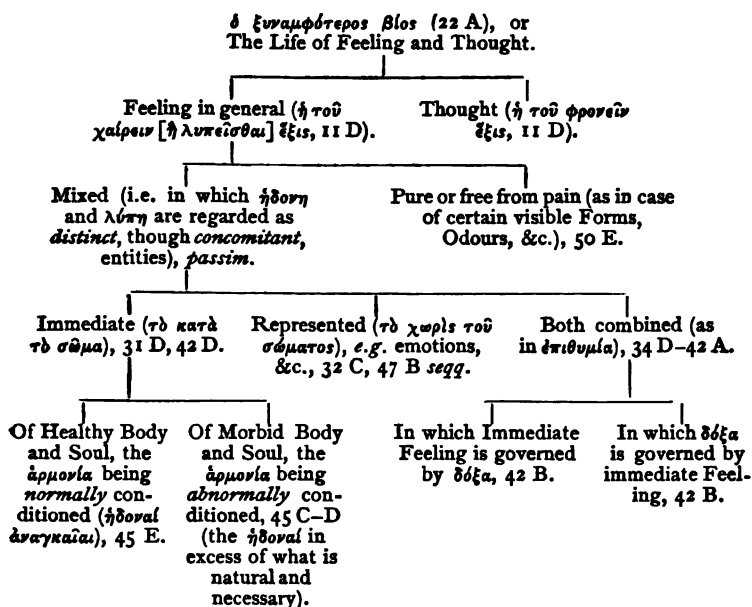 ὁ ξυναμφότερος βίος (22 A), or
The Life of Feeling and Thought.
Feeling in general (ἡ τοῦ
χαίρειν [ἢ λυπεῖσθαι] ἕξις, 11 D).
Thought (ἡ τοῦ φρονεῖν
ἕξις, 11 D).
Mixed (i.e. in which ἡδονη
and λύπη are regarded as
distinct, though concomitant,
entities), passim.
Pure or free from pain (as in case
of certain visible Forms,
Odours, &c.), 50 E.
Immediate (τὸ κατὰ
τὸ σῶμα), 31 D, 42 D.
Represented (τὸ χωρὶς τοῦ
σώματος), e.g. emotions,
&c., 32 C, 47 B seqq.
Both combined (as
in ἐπιθυμία), 34 D–42 A.
Of Healthy Body
and Soul, the
ἁρμονία being
normally con-
ditioned (ἡδοναί
ἀναγκαῖαι), 45 E.
Of Morbid Body
and Soul, the
ἁρμονία being
abnormally con-
ditioned, 45 C–D
(the ἡδοναί in
excess of what is
natural and
necessary).
In which Immediate
Feeling is governed
by δόξα, 42 B.
In which δόξα
is governed by
immediate Feel-
ing, 42 B.